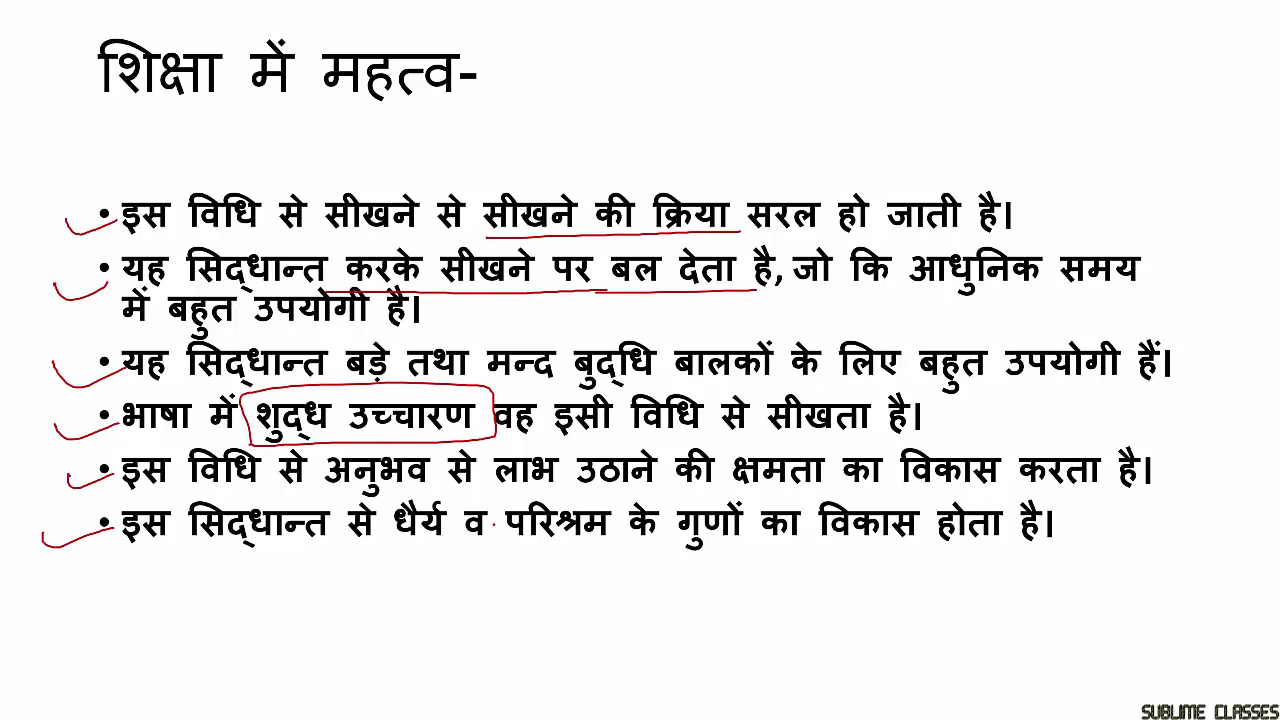 शिक्षा में महत्व-
• इस विधि से सीखने से सीखने की क्रिया सरल हो जाती है।
• यह सिद्धान्त करके सीखने पर बल देता है, जो कि आधुनिक समय
में बहुत उपयोगी है।
• यह सिद्धान्त बड़े तथा मन्द बुद्धि बालकों के लिए बहुत उपयोगी हैं।
• भाषा में शुद्ध उच्चारण वह इसी विधि से सीखता है।
• इस विधि से अनुभव से लाभ उठाने की क्षमता का विकास करता है।
• इस सिद्धान्त से धैर्य व परिश्रम के गुणों का विकास होता है।
SUBLIME CLASSES